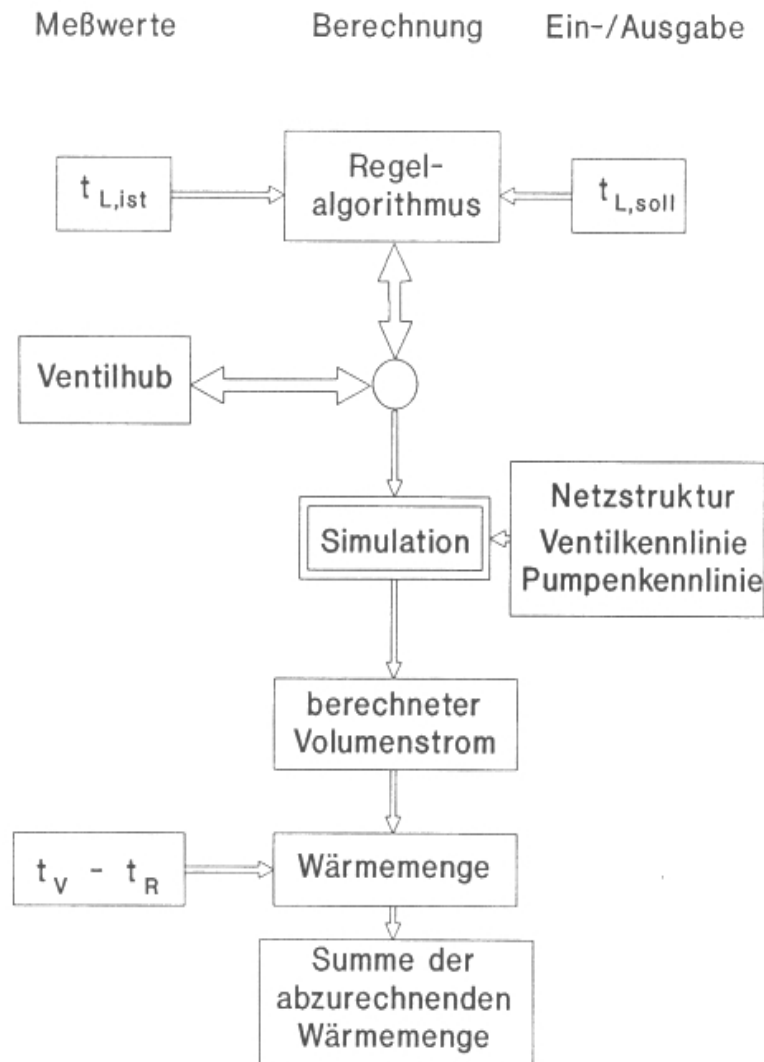 Meßwerte Berechnung Ein-/Ausgabe
Regel-
algorithmus
t L,ist
t L,soll
Ventilhub
Netzstruktur
Ventilkennlinie
Pumpenkennlinie
Simulation
berechneter
Volumenstrom
t V - t R
Wärmemenge
Summe der
abzurechnenden
Wärmemenge